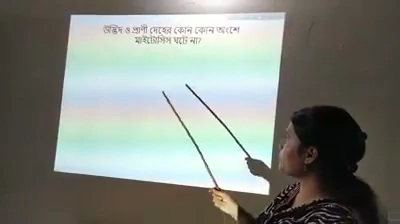 উদ্ভিদ ও প্রাণী দেহের কোন কোন অংশে
মাইটোসিস ঘটে না?